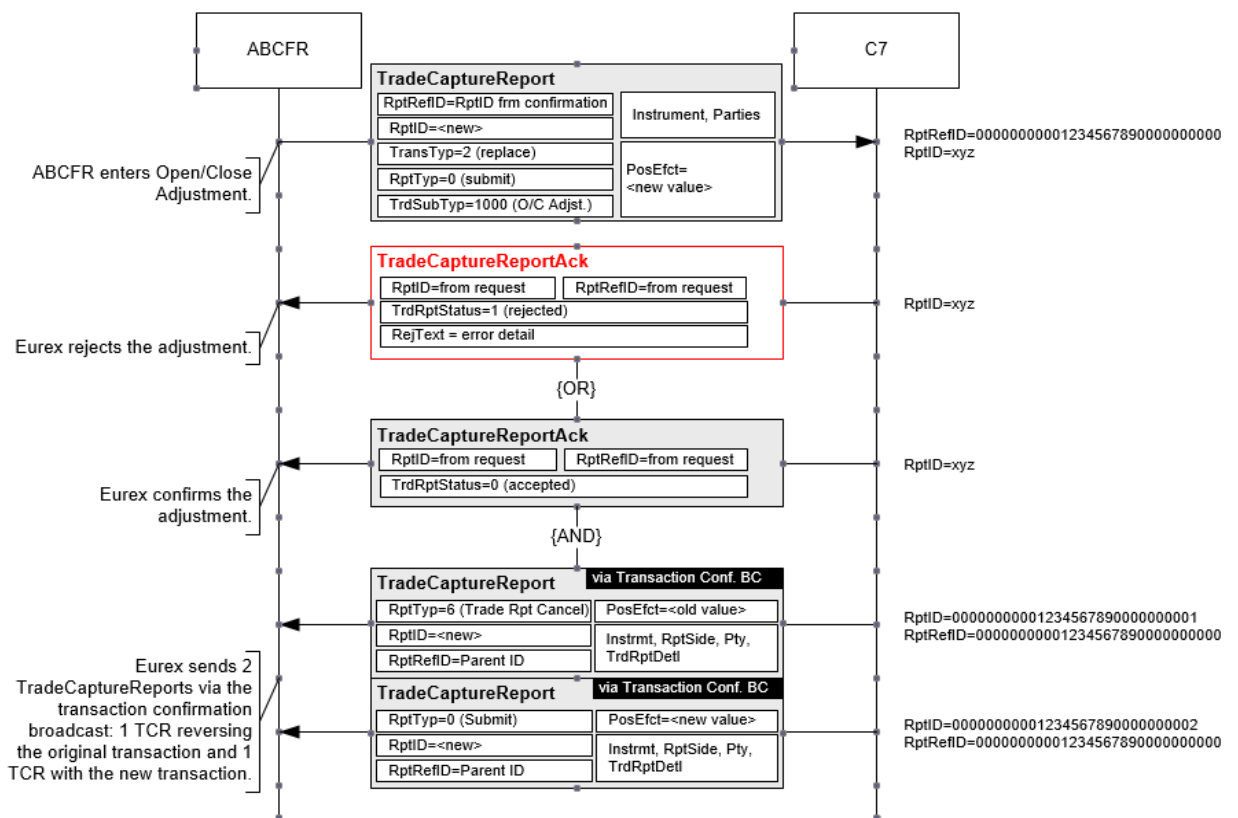 ABCFR
C7
TradeCaptureReport
RptRefID=RptID frm confirmation
RptID=<new>
TransTyp=2 (replace)
RptTyp=0 (submit)
TrdSubTyp=1000 (O/C Adjst.)
Instrument, Parties
PosEfct=
<new value>
RptRefID=00000000001234567890000000000
RptID=xyz
ABCFR enters Open/Close
Adjustment.
TradeCaptureReportAck
RptID=from request
RptRefID=from request
TrdRptStatus=1 (rejected)
RejText = error detail
RptID=xyz
Eurex rejects the adjustment.
{OR}
TradeCaptureReportAck
RptID=from request
RptRefID=from request
TrdRptStatus=0 (accepted)
RptID=xyz
Eurex confirms the
adjustment.
{AND}
TradeCaptureReport
via Transaction Conf. BC
RptTyp=6 (Trade Rpt Cancel)
RptID=<new>
RptRefID=Parent ID
PosEfct=<old value>
Instrmt, RptSide, Pty,
TrdRptDetl
RptID=00000000001234567890000000001
RptRefID=00000000001234567890000000000
Eurex sends 2
TradeCaptureReports via the
transaction confirmation
broadcast: 1 TCR reversing
the original transaction and 1
TCR with the new transaction.
TradeCaptureReport
via Transaction Conf. BC
RptTyp=0 (Submit)
RptID=<new>
RptRefID=Parent ID
PosEfct=<new value>
Instrmt, RptSide, Pty,
TrdRptDetl
RptID=00000000001234567890000000002
RptRefID=00000000001234567890000000000